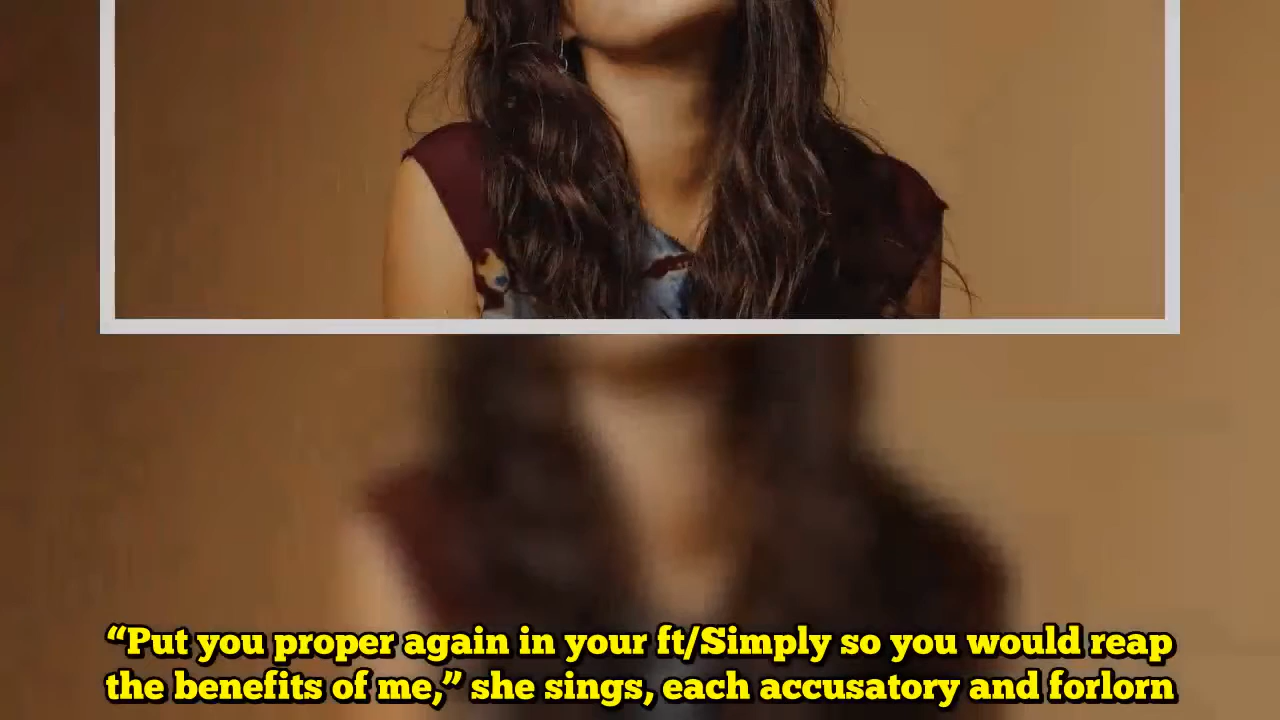 “Put you proper again in your ft/Simply so you would reap
the benefits of me,” she sings, each accusatory and forlorn